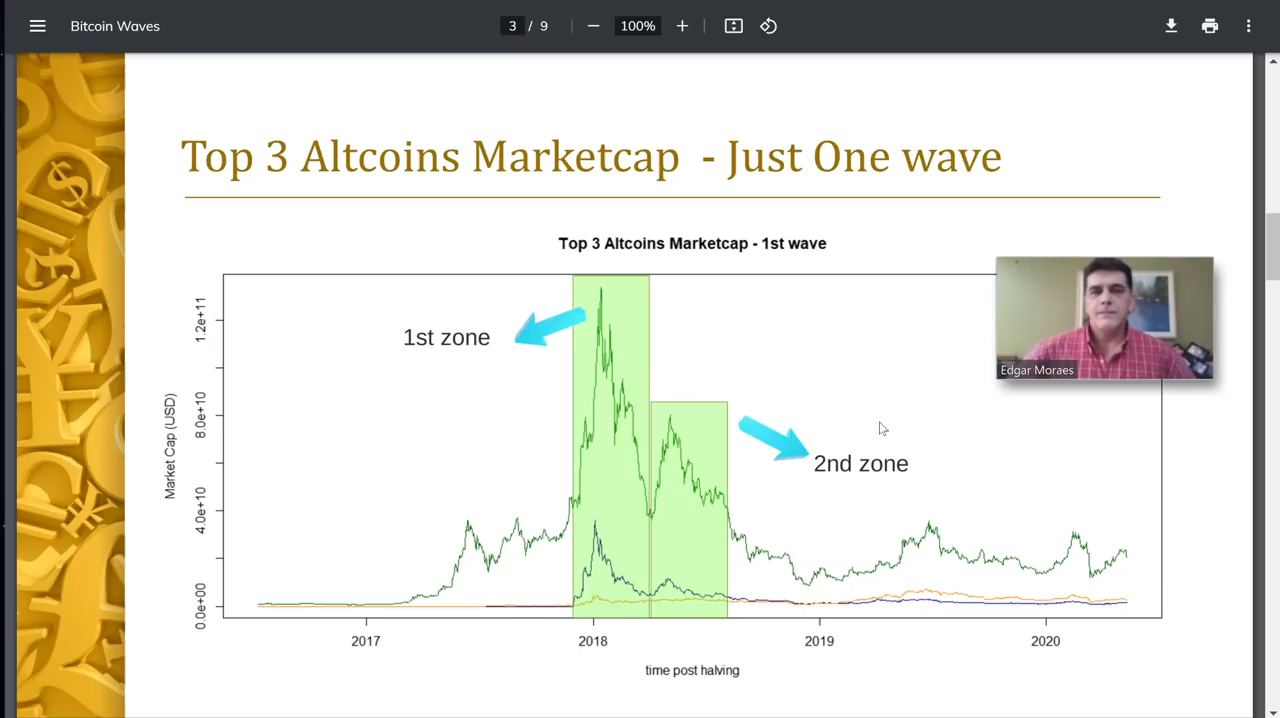 Bitcoin Waves
3 / 9
100%
Top 3 Altcoins Marketcap - Just One wave
Top 3 Altcoins Marketcap - 1st wave
1st zone
2nd zone
Edgar Moraes
Market Cap (USD)
1.2e+11
8.0e+10
4.0e+10
0.0e+00
2017 2018 2019 2020
time post halving